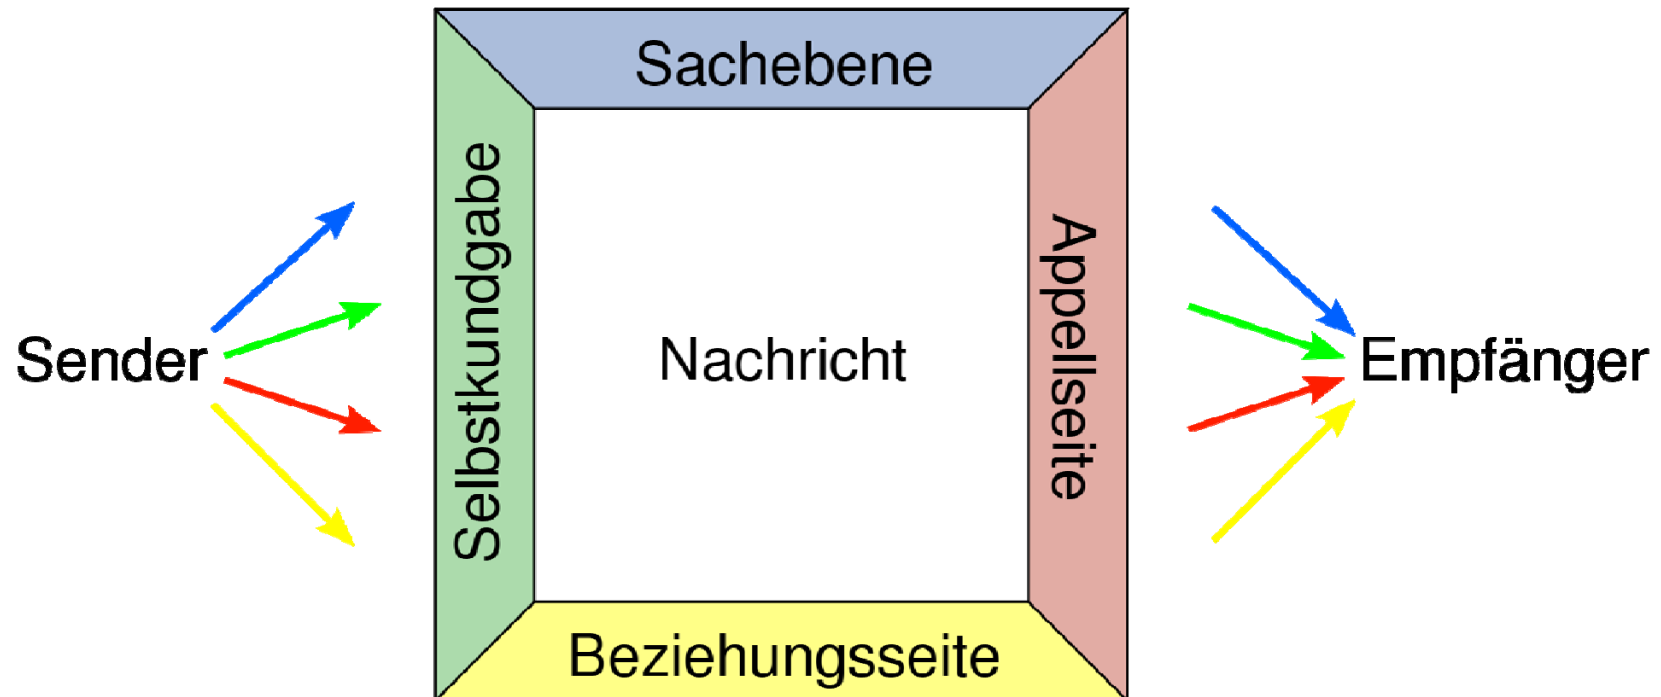 Sachebene
Selbstkundgabe
Appellseite
Sender
Nachricht
Empfänger
Beziehungsseite